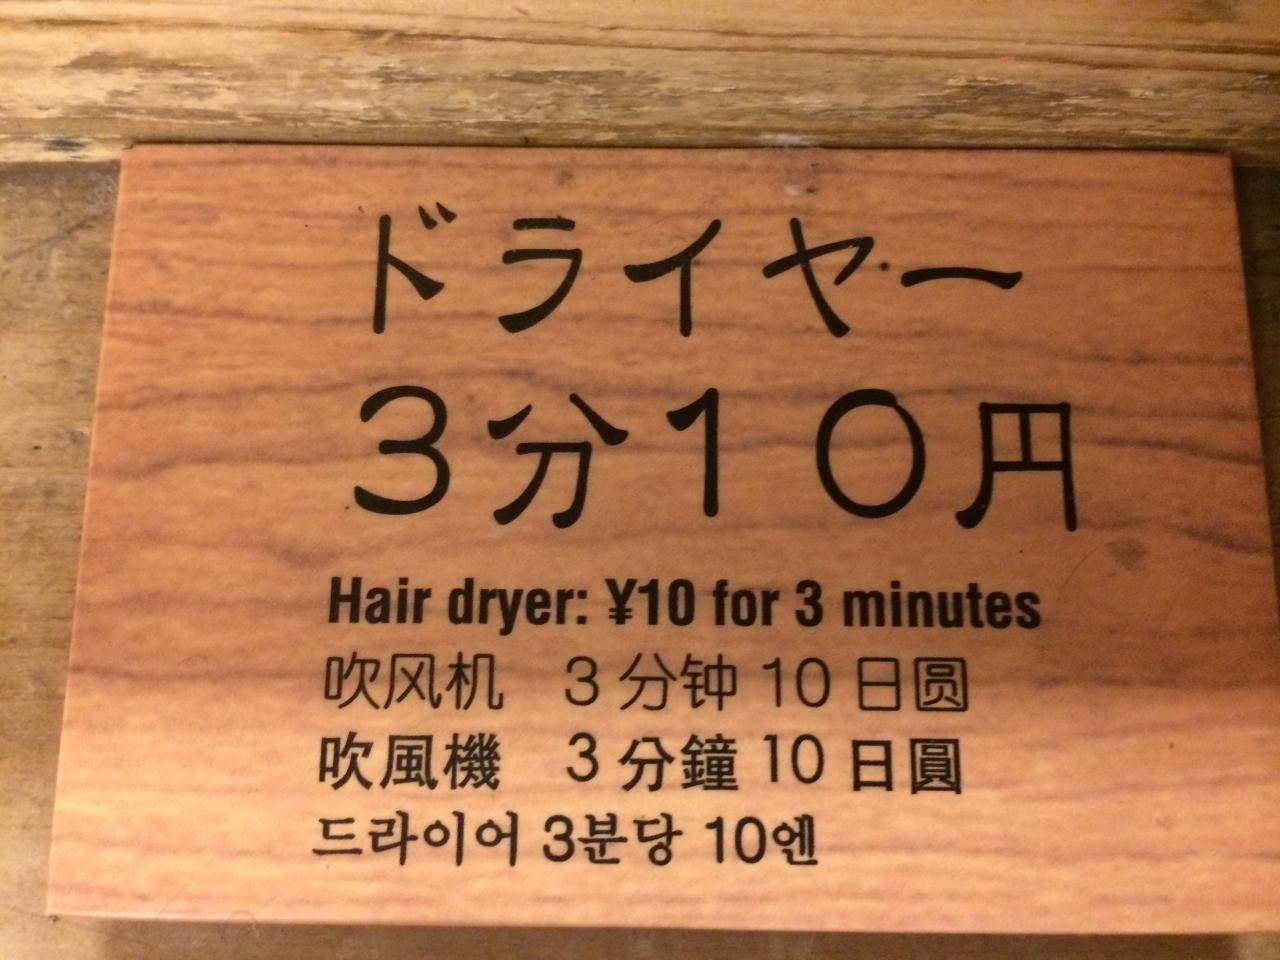 ドライヤー
3分10円
Hair dryer: ¥10 for 3 minutes
吹风机　3分钟10日圆
吹風機　3分鐘10日圓
드라이어 3분당 10엔